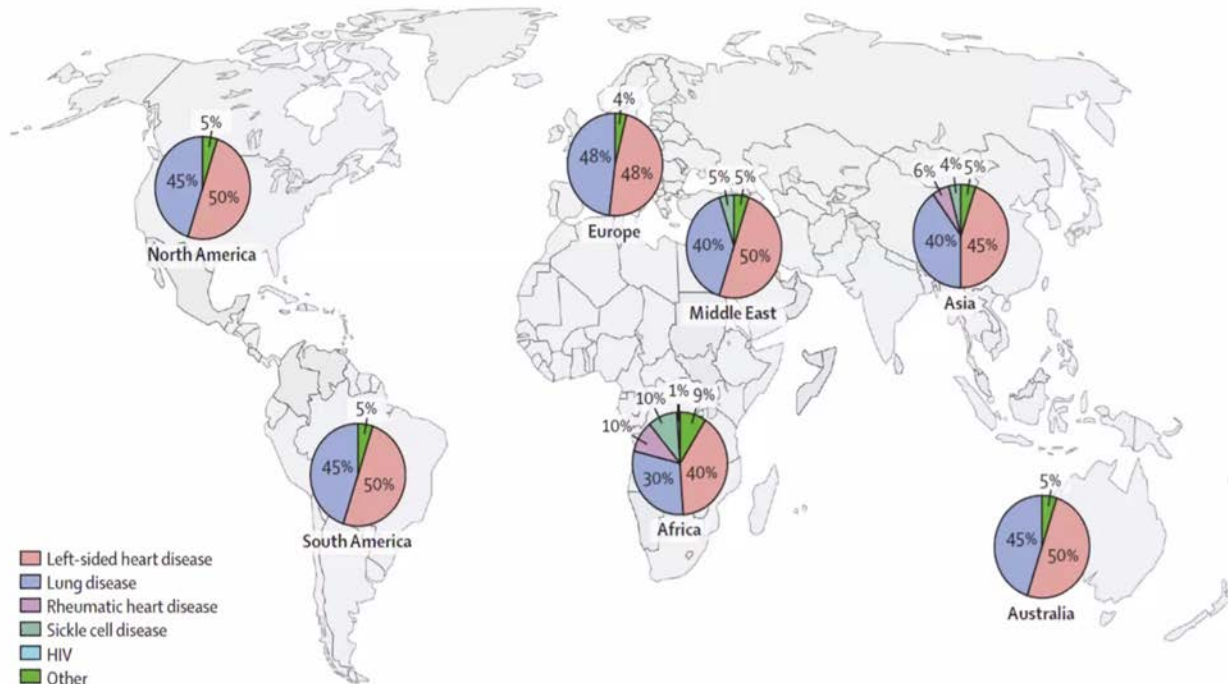 5%
45%
50%
North America
4%
48%
48%
Europe
5% 5%
40%
50%
Middle East
6% 4% 5%
40%
45%
Asia
5%
45%
50%
South America
10% 10% 1% 9%
30%
40%
Africa
5%
45%
50%
Australia
Left-sided heart disease
Lung disease
Rheumatic heart disease
Sickle cell disease
HIV
Other